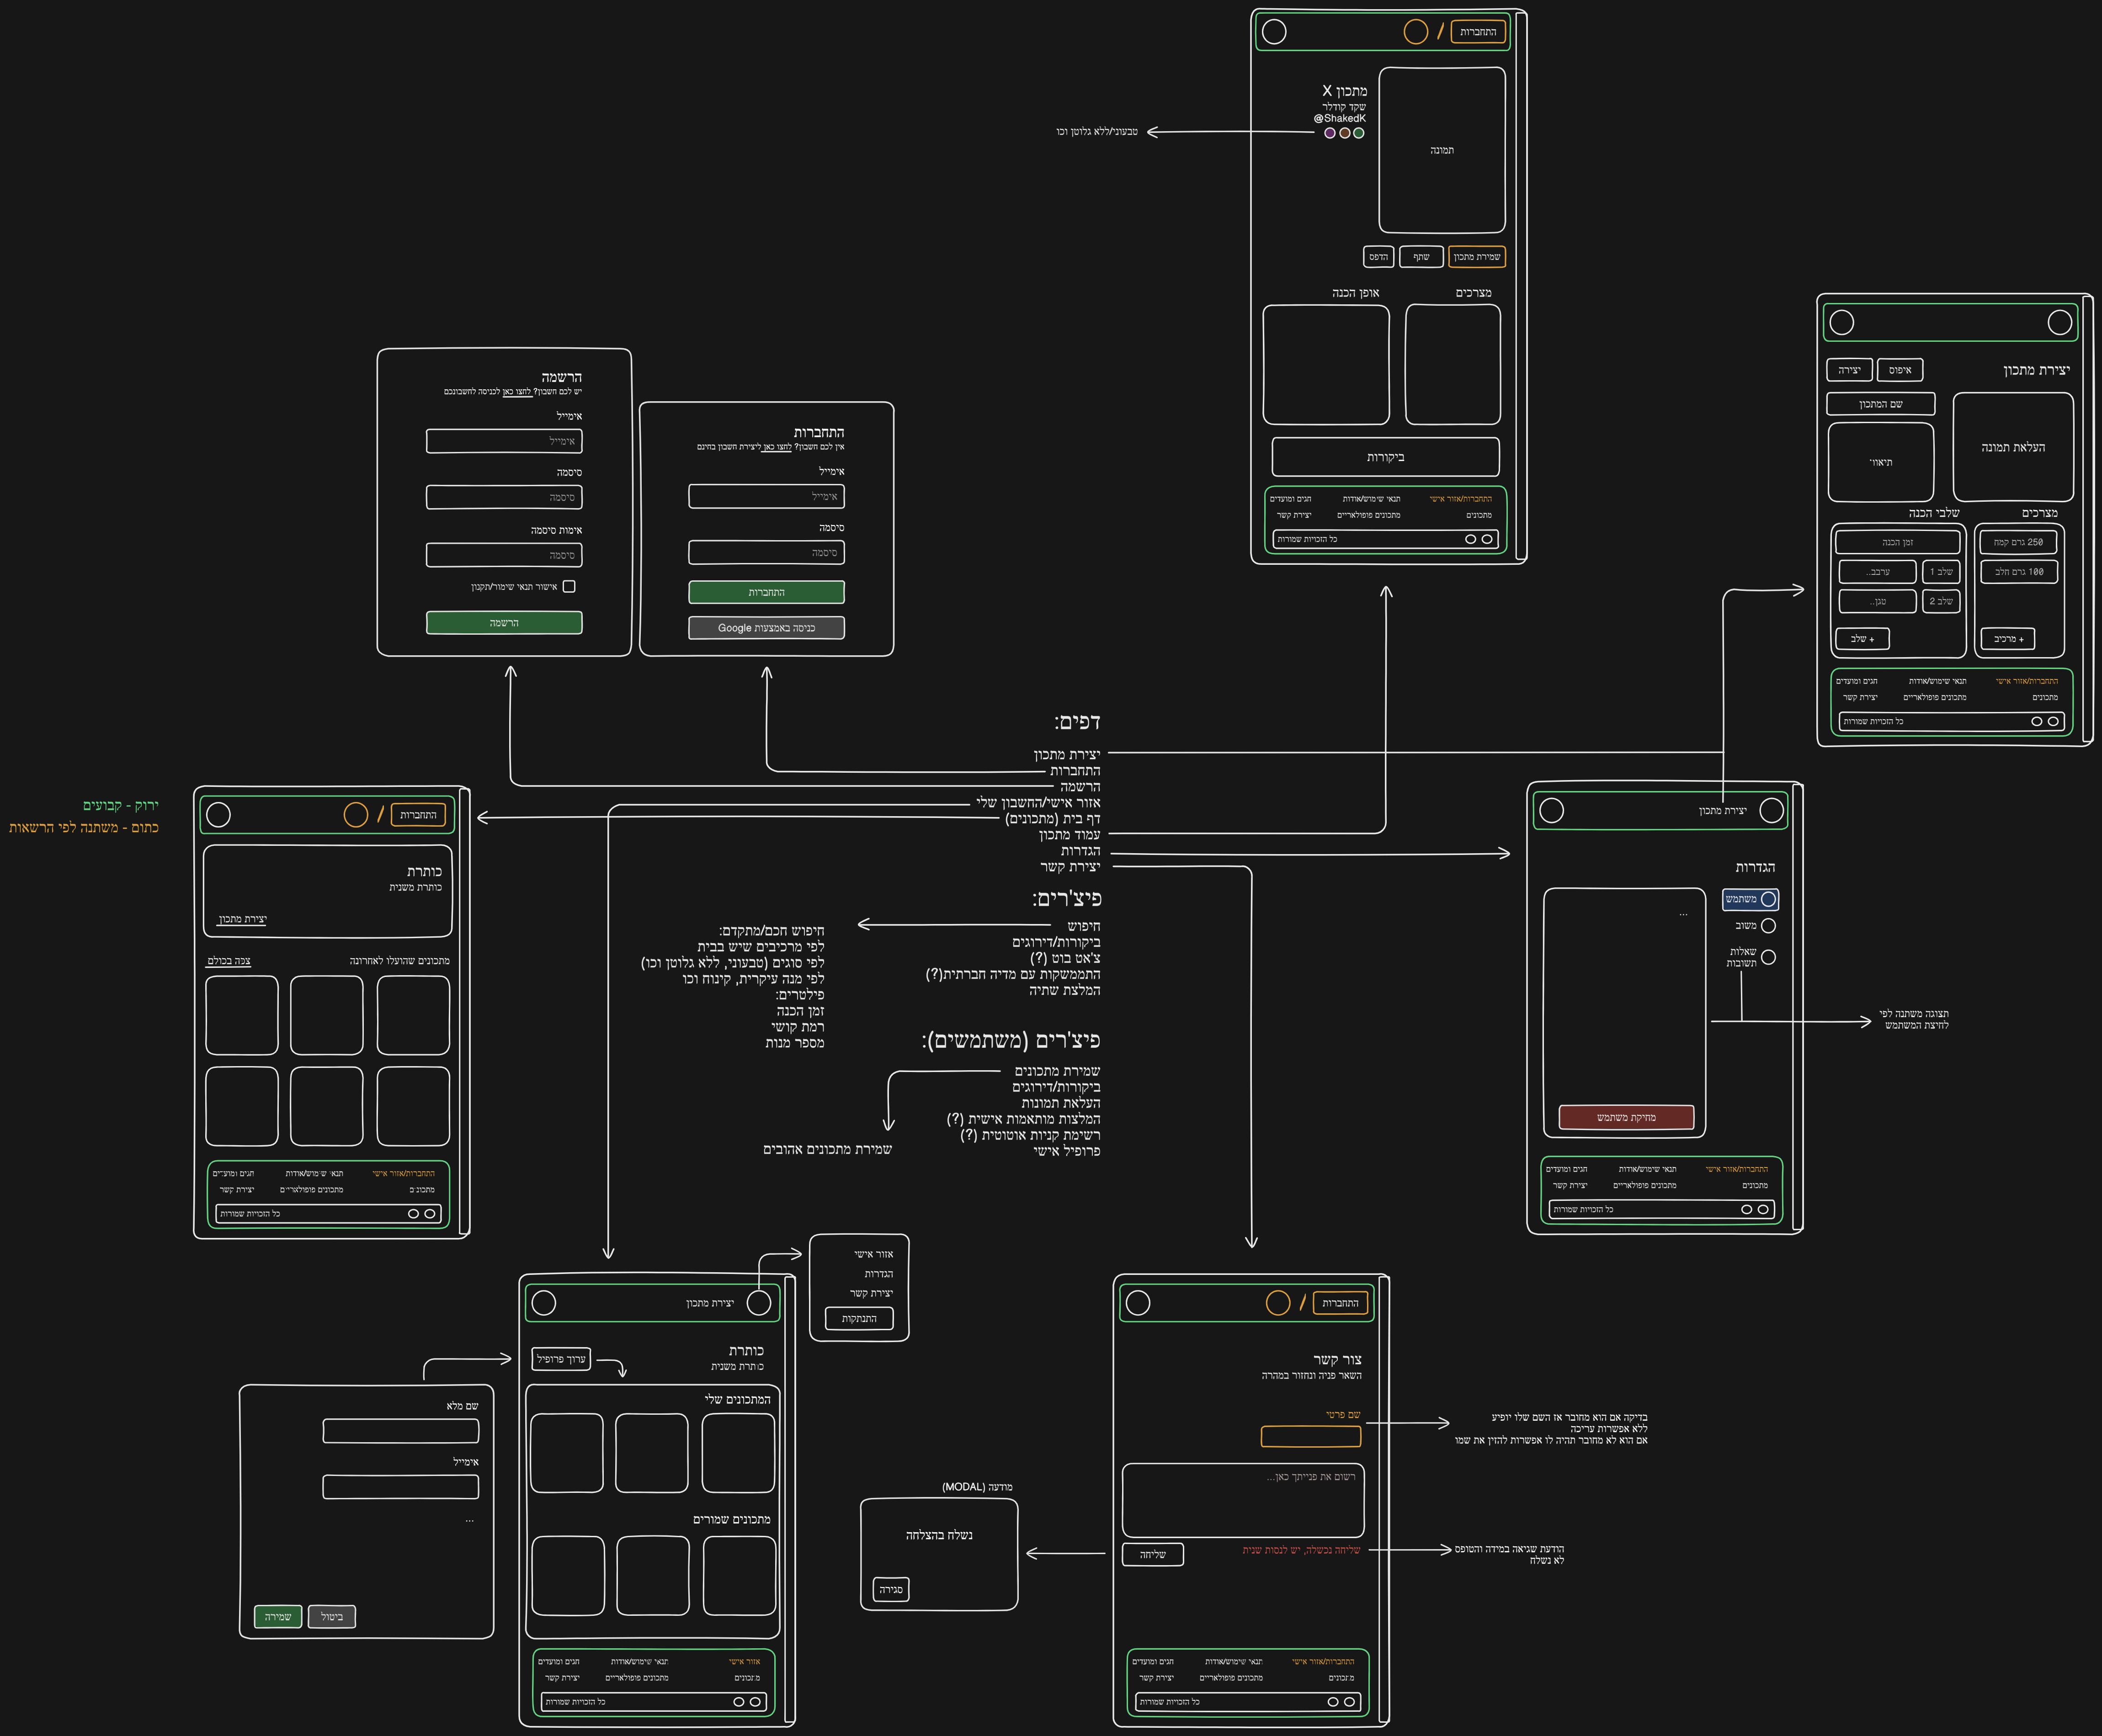 התחברות
/
מתכון X
שקד קודלר
@ShakedK
טבעוני/ללא גלוטן וכו
תמונה
שמירת מתכון
שתף
הדפס
מצרכים
אופן הכנה
ביקורות
התחברות/אזור אישי
תנאי שימוש/אודות
חגים ומועדים
מתכונים
מתכונים פופולאריים
יצירת קשר
כל הזכויות שמורות
יצירת מתכון
איפוס
יצירה
שם המתכון
העלאת תמונה
מצרכים
שלבי הכנה
250 גרם קמח
זמן הכנה
100 גרם חלב
שלב 1
ערבב..
שלב 2
טגן..
+ מרכיב
+ שלב
התחברות/אזור אישי
תנאי שימוש/אודות
חגים ומועדים
מתכונים
מתכונים פופולאריים
יצירת קשר
כל הזכויות שמורות
התחברות
אין לכם חשבון? לחצו כאן ליצירת חשבון בחינם
אימייל
אימייל
סיסמה
סיסמה
התחברות
כניסה באמצעות Google
הרשמה
יש לכם חשבון? לחצו כאן לכניסה לחשבונכם
אימייל
אימייל
סיסמה
סיסמה
אימות סיסמה
סיסמה
אישור תנאי שימור/תקנון
הרשמה
דפים:
יצירת מתכון
התחברות
הרשמה
אזור אישי/החשבון שלי
דף בית (מתכונים)
עמוד מתכון
הגדרות
יצירת קשר
פיצ'רים:
חיפוש
ביקורות/דירוגים
צ'אט בוט (?)
התממשקות עם מדיה חברתית(?)
המלצת שתיה
חיפוש חכם/מתקדם:
לפי מרכיבים שיש בבית
לפי סוגים (טבעוני, ללא גלוטן וכו)
לפי מנה עיקרית, קינוח וכו
פילטרים:
זמן הכנה
רמת קושי
מספר מנות
פיצ'רים (משתמשים):
שמירת מתכונים
ביקורות/דירוגים
העלאת תמונות
המלצות מותאמות אישית (?)
רשימת קניות אוטוטית (?)
פרופיל אישי
שמירת מתכונים אהובים
ירוק - קבועים
כתום - משתנה לפי הרשאות
התחברות
/
כותרת
כותרת משנית
יצירת מתכון
מתכונים שהועלו לאחרונה
צפה בכולם
התחברות/אזור אישי
תנאי שימוש/אודות
חגים ומועדים
מתכונים
מתכונים פופולאריים
יצירת קשר
כל הזכויות שמורות
יצירת מתכון
הגדרות
משתמש
משוב
שאלות
תשובות
...
מחיקת משתמש
תצוגה משתנה לפי
לחיצת המשתמש
התחברות/אזור אישי
תנאי שימוש/אודות
חגים ומועדים
מתכונים
מתכונים פופולאריים
יצירת קשר
כל הזכויות שמורות
אזור אישי
הגדרות
יצירת קשר
התנתקות
יצירת מתכון
כותרת
כותרת משנית
ערוך פרופיל
המתכונים שלי
מתכונים שמורים
אזור אישי
תנאי שימוש/אודות
חגים ומועדים
מתכונים
מתכונים פופולאריים
יצירת קשר
כל הזכויות שמורות
שם מלא
אימייל
...
ביטול
שמירה
התחברות
/
צור קשר
השאר פניה ונחזור במהרה
שם פרטי
בדיקה אם הוא מחובר אז השם שלו יופיע
ללא אפשרות עריכה
אם הוא לא מחובר תהיה לו אפשרות להזין את שמו
רשום את פנייתך כאן...
שליחה נכשלה, יש לנסות שנית
שליחה
הודעת שגיאה במידה והטופס
לא נשלח
מודעה (MODAL)
נשלח בהצלחה
סגירה
התחברות/אזור אישי
תנאי שימוש/אודות
חגים ומועדים
מתכונים
מתכונים פופולאריים
יצירת קשר
כל הזכויות שמורות